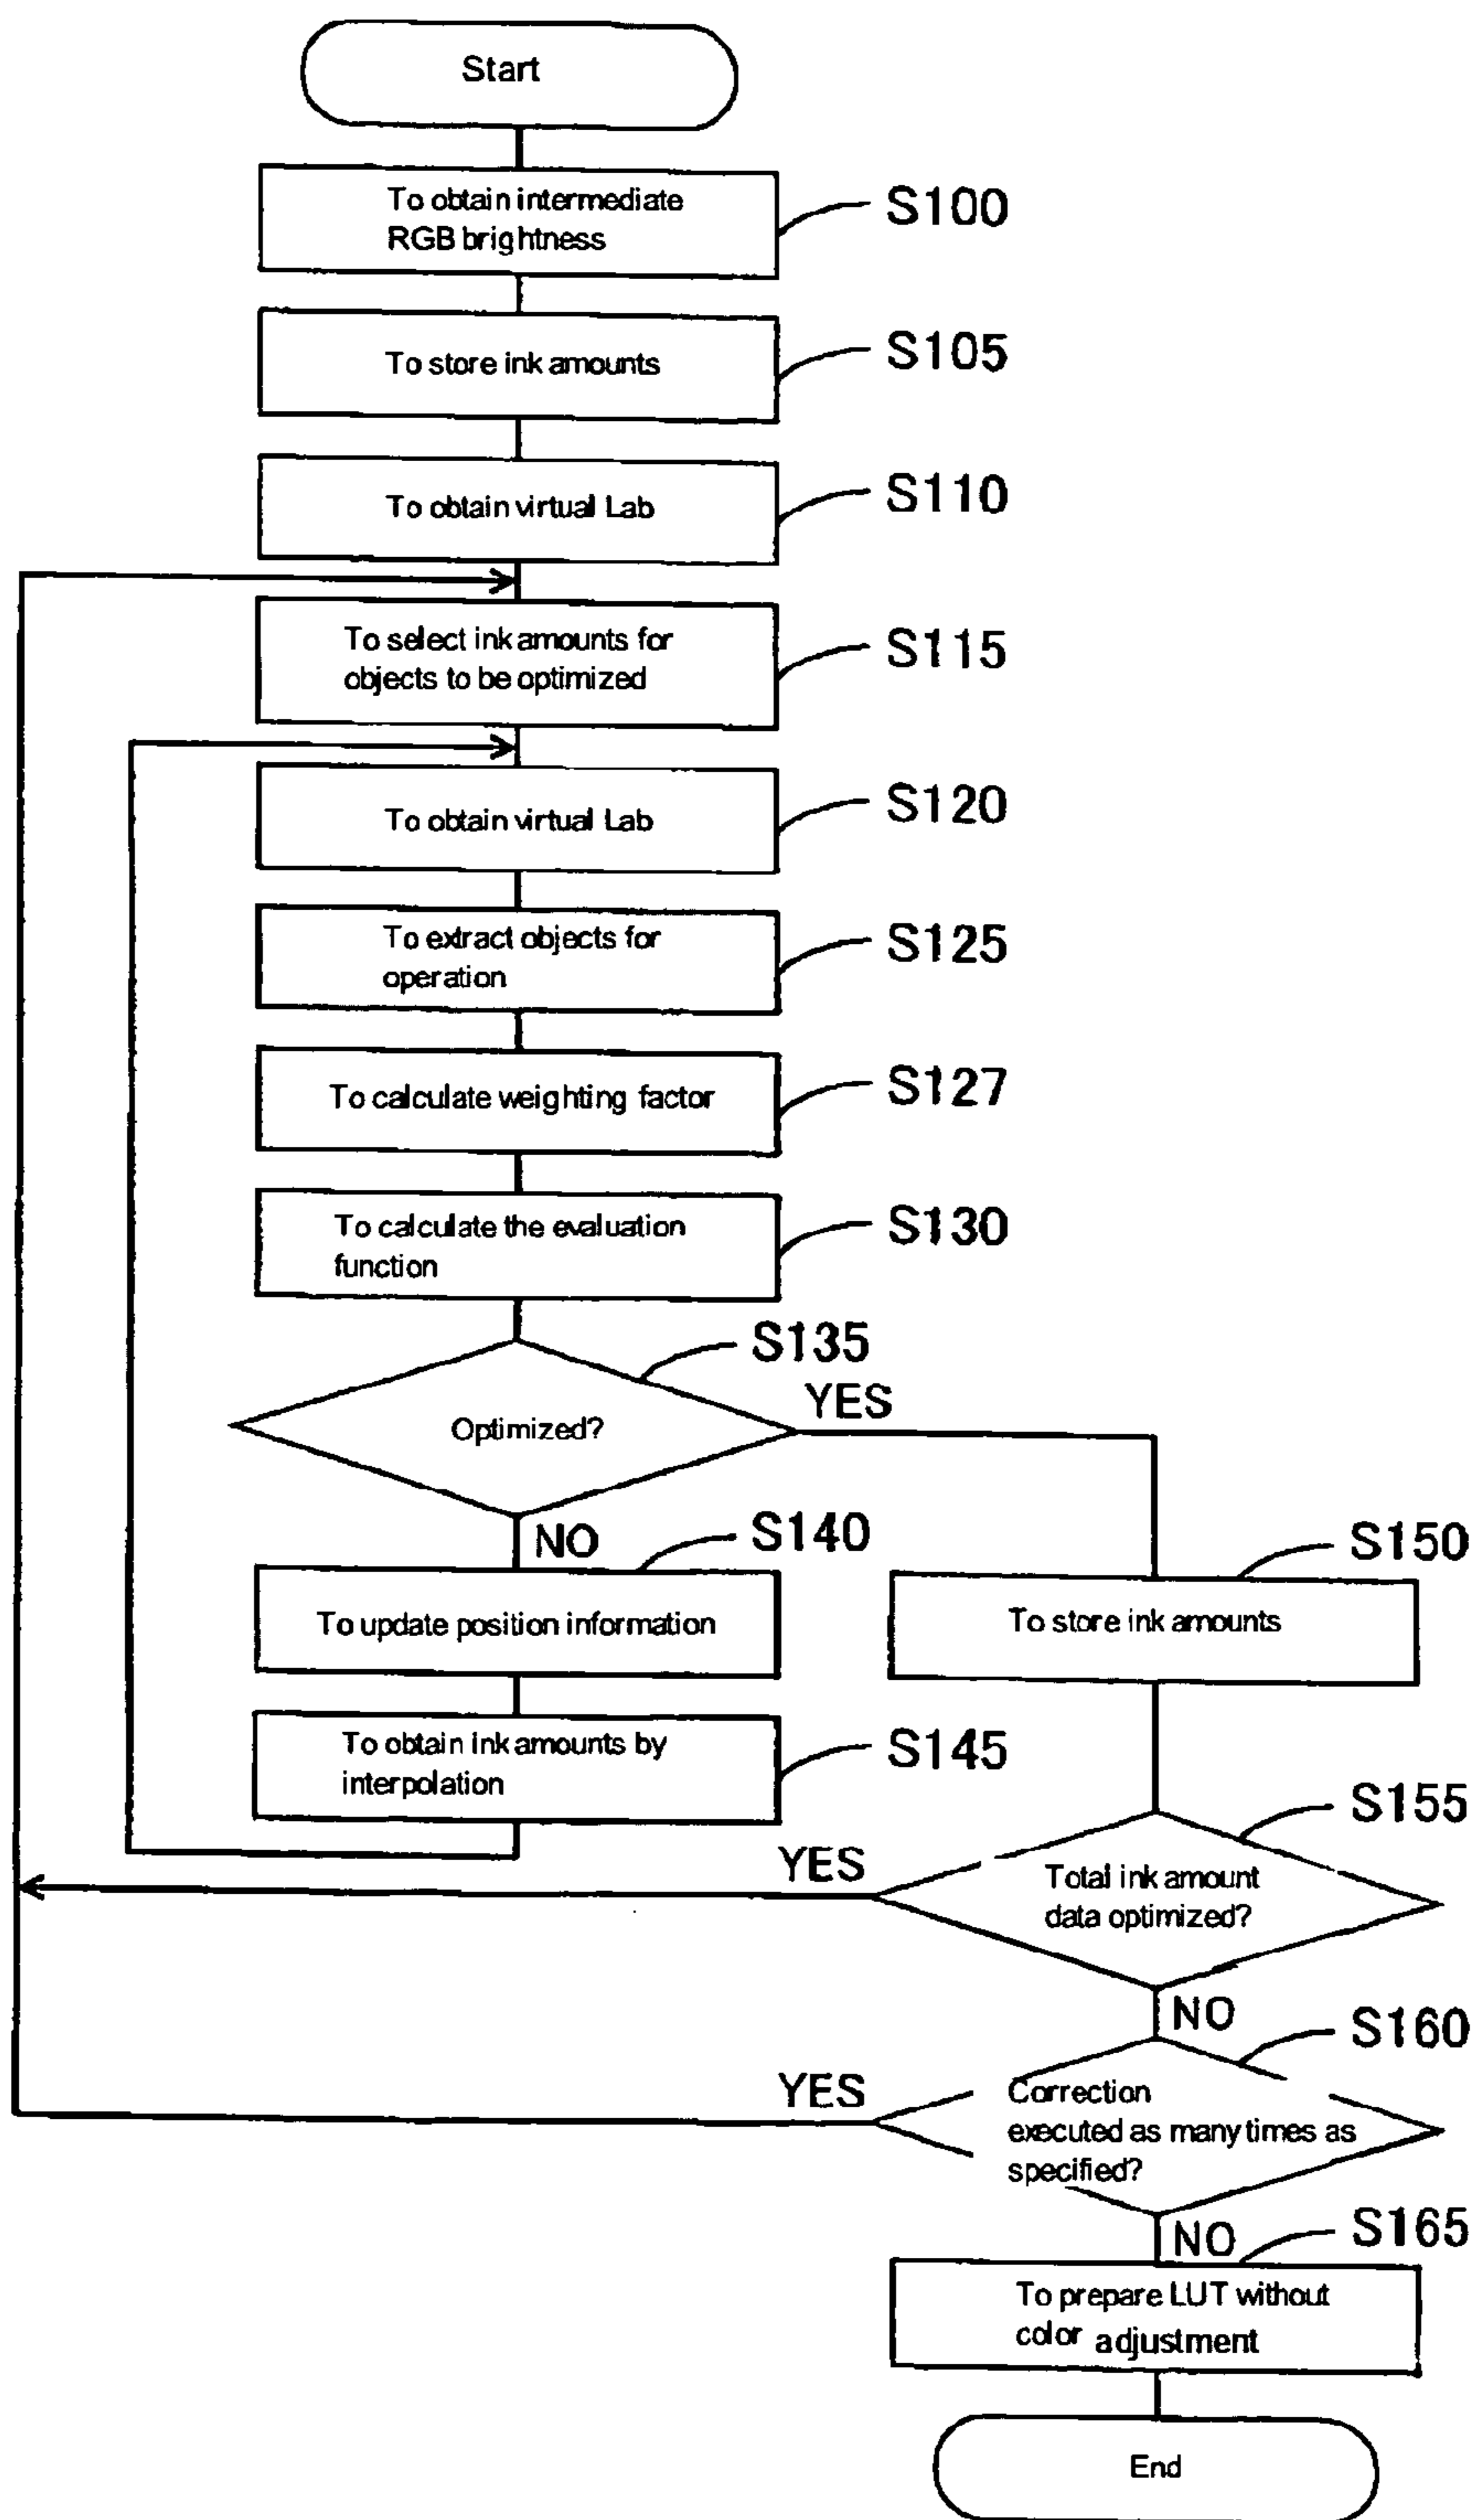 Start
To obtain intermediate
RGB brightness
S100
To store ink amounts
S105
To obtain virtual Lab
S110
To select ink amounts for
objects to be optimized
S115
To obtain virtual Lab
S120
To extract objects for
operation
S125
To calculate weighting factor
S127
To calculate the evaluation
function
S130
S135
Optimized?
YES
NO
S140
To update position information
S150
To store ink amounts
To obtain ink amounts by
interpolation
S145
S155
Total ink amount
data optimized?
YES
NO
S160
Correction
executed as many times as
specified?
YES
NO
S165
To prepare LUT without
color adjustment
End